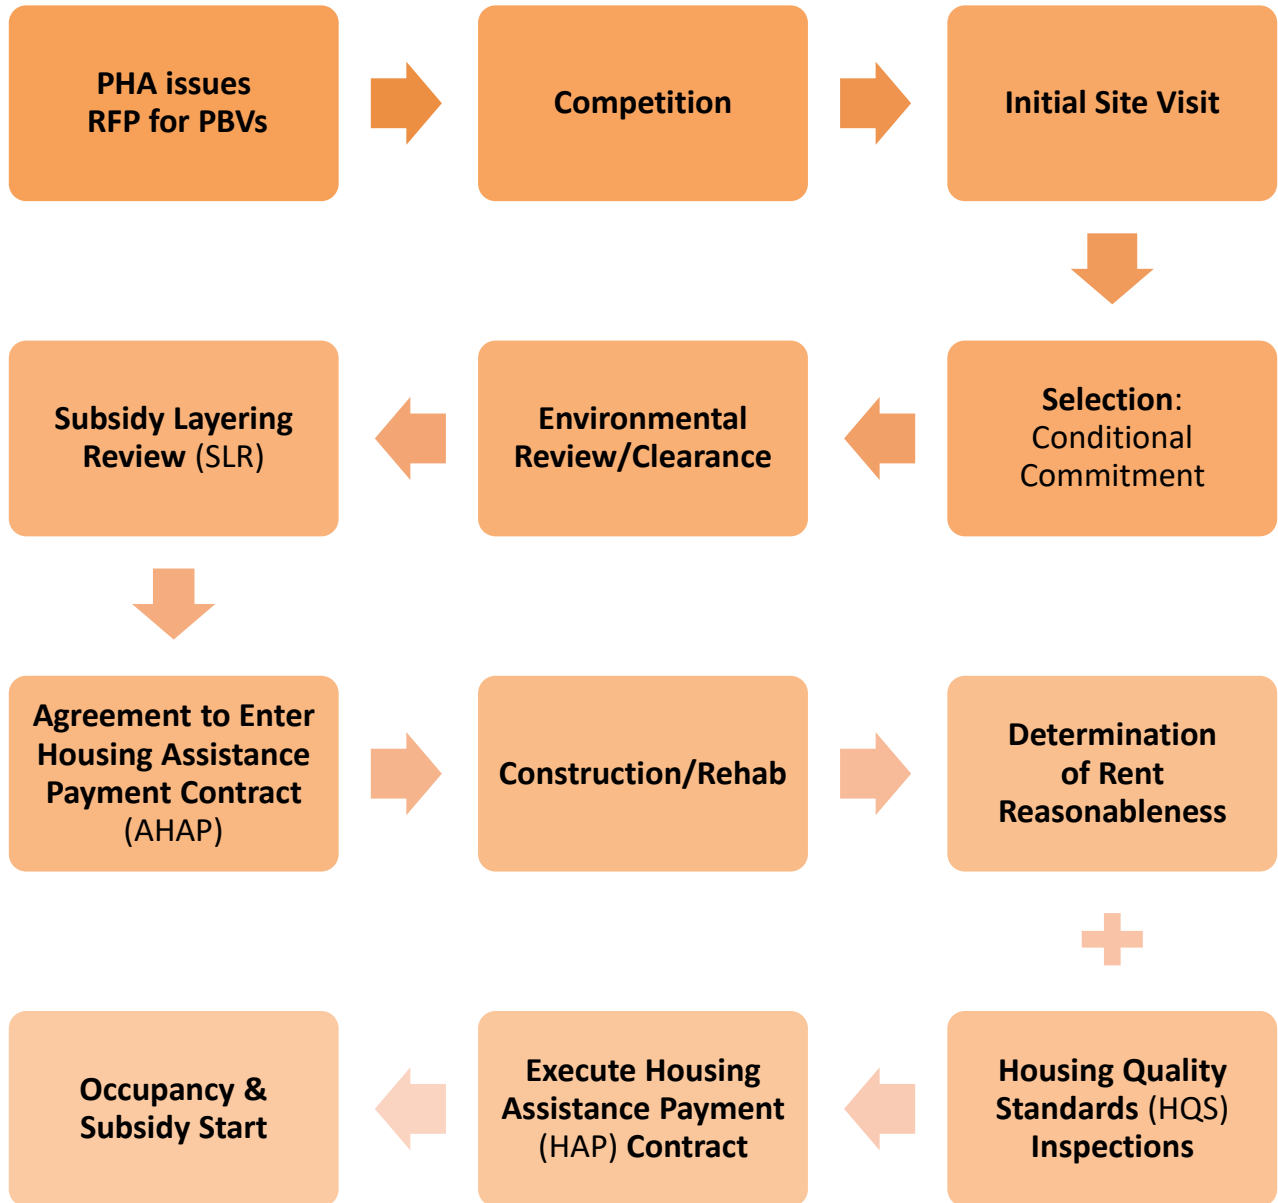 PHA issues
RFP for PBVs
Competition
Initial Site Visit
Selection:
Conditional
Commitment
Environmental
Review/Clearance
Subsidy Layering
Review (SLR)
Agreement to Enter
Housing Assistance
Payment Contract
(AHAP)
Construction/Rehab
Determination
of Rent
Reasonableness
Housing Quality
Standards (HQS)
Inspections
Execute Housing
Assistance Payment
(HAP) Contract
Occupancy &
Subsidy Start